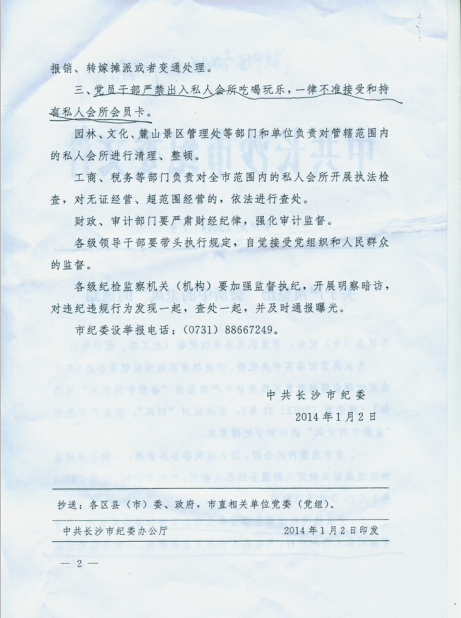 报销、转嫁摊派或者变通处理。
三、党员干部严禁出入私人会所吃喝玩乐，一律不准接受和持
有私人会所会员卡。
园林、文化、麓山景区管理处等部门和单位负责对管辖范围内
的私人会所进行清理、整顿。
工商、税务等部门负责对全市范围内的私人会所开展执法检
查，对无证经营、超范围经营的，依法进行查处。
财政、审计部门要严肃财经纪律，强化审计监督。
各级领导干部要带头执行规定，自觉接受党组织和人民群众
的监督。
各级纪检监察机关（机构）要加强监督执纪，开展明察暗访，
对违纪违规行为发现一起，查处一起，并及时通报曝光。
市纪委设举报电话：（0731）88667249。
中共长沙市纪委
2014年1月2日
抄送：各区县（市）委、政府，市直相关单位党委（党组）。
中共长沙市纪委办公厅 2014年1月2日印发
— 2 —